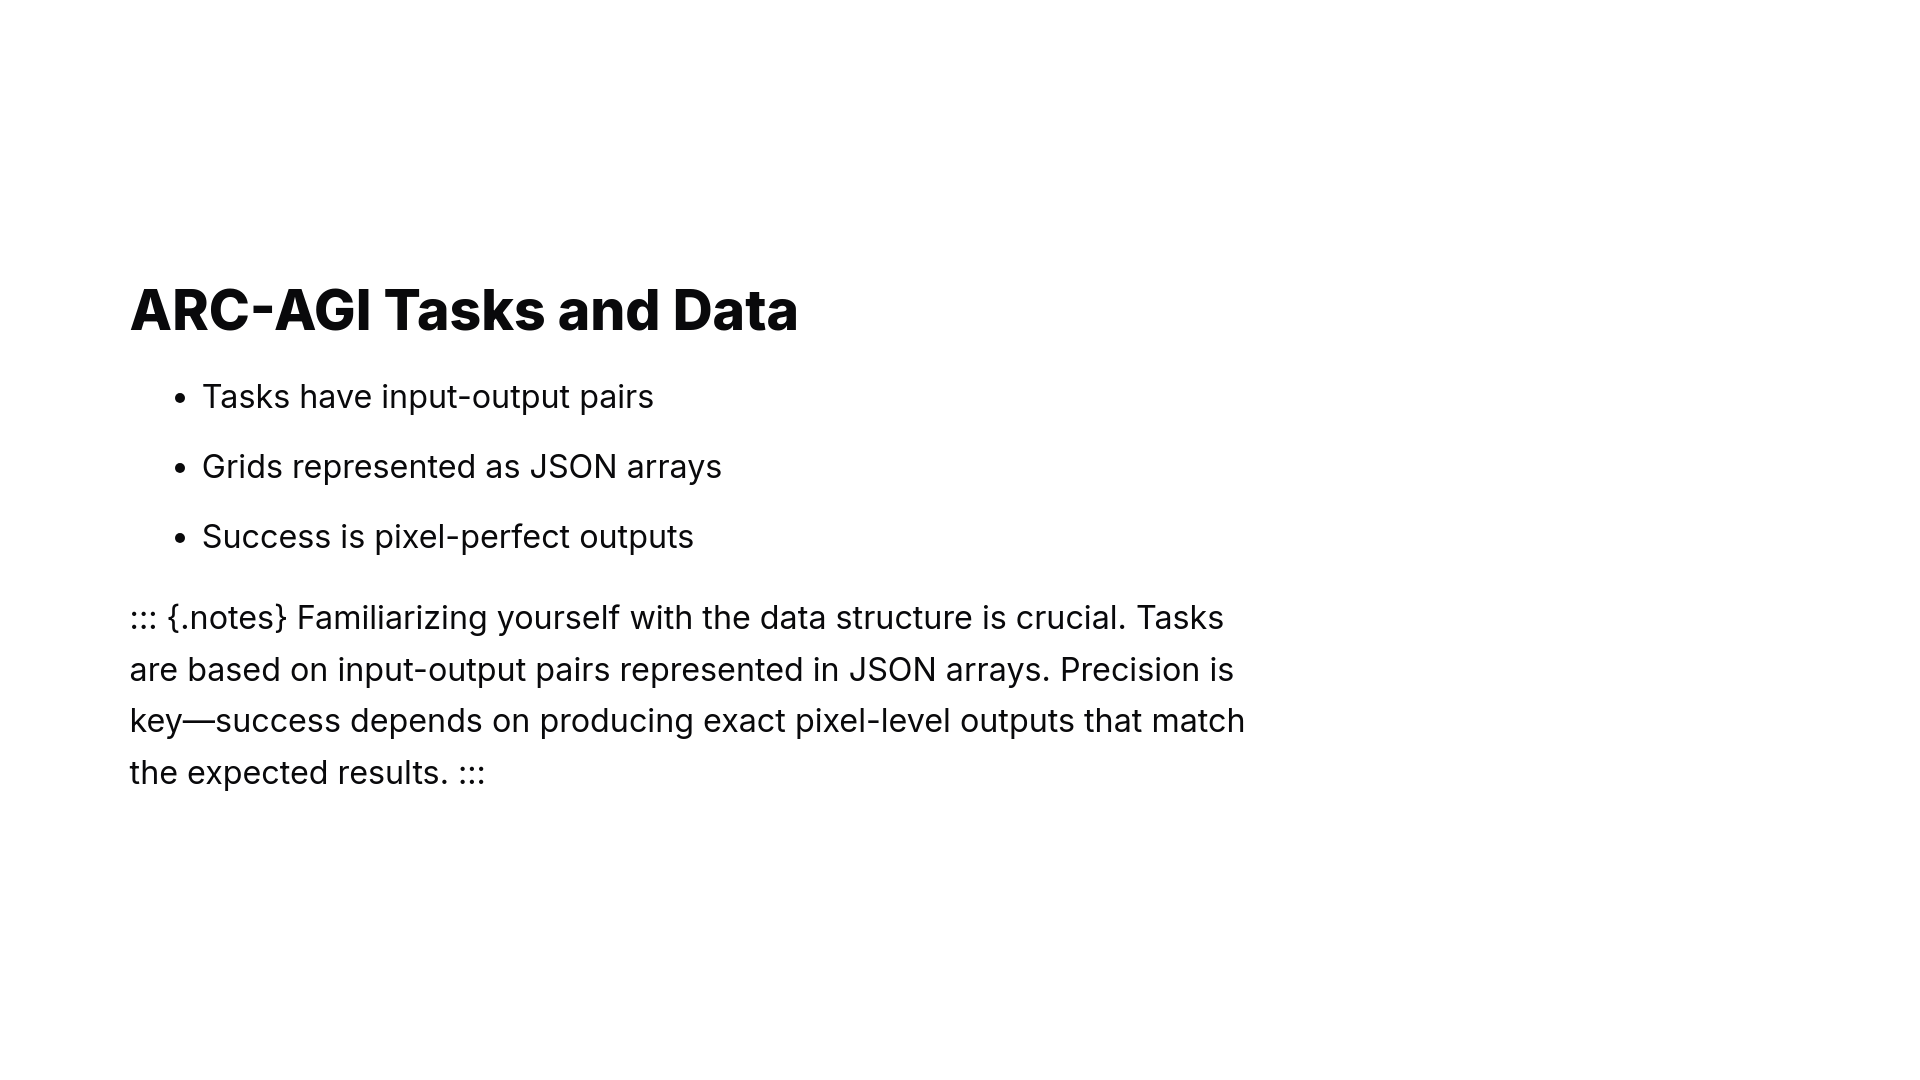 ARC-AGI Tasks and Data
• Tasks have input-output pairs
• Grids represented as JSON arrays
• Success is pixel-perfect outputs
::: {.notes} Familiarizing yourself with the data structure is crucial. Tasks
are based on input-output pairs represented in JSON arrays. Precision is
key—success depends on producing exact pixel-level outputs that match
the expected results. :::